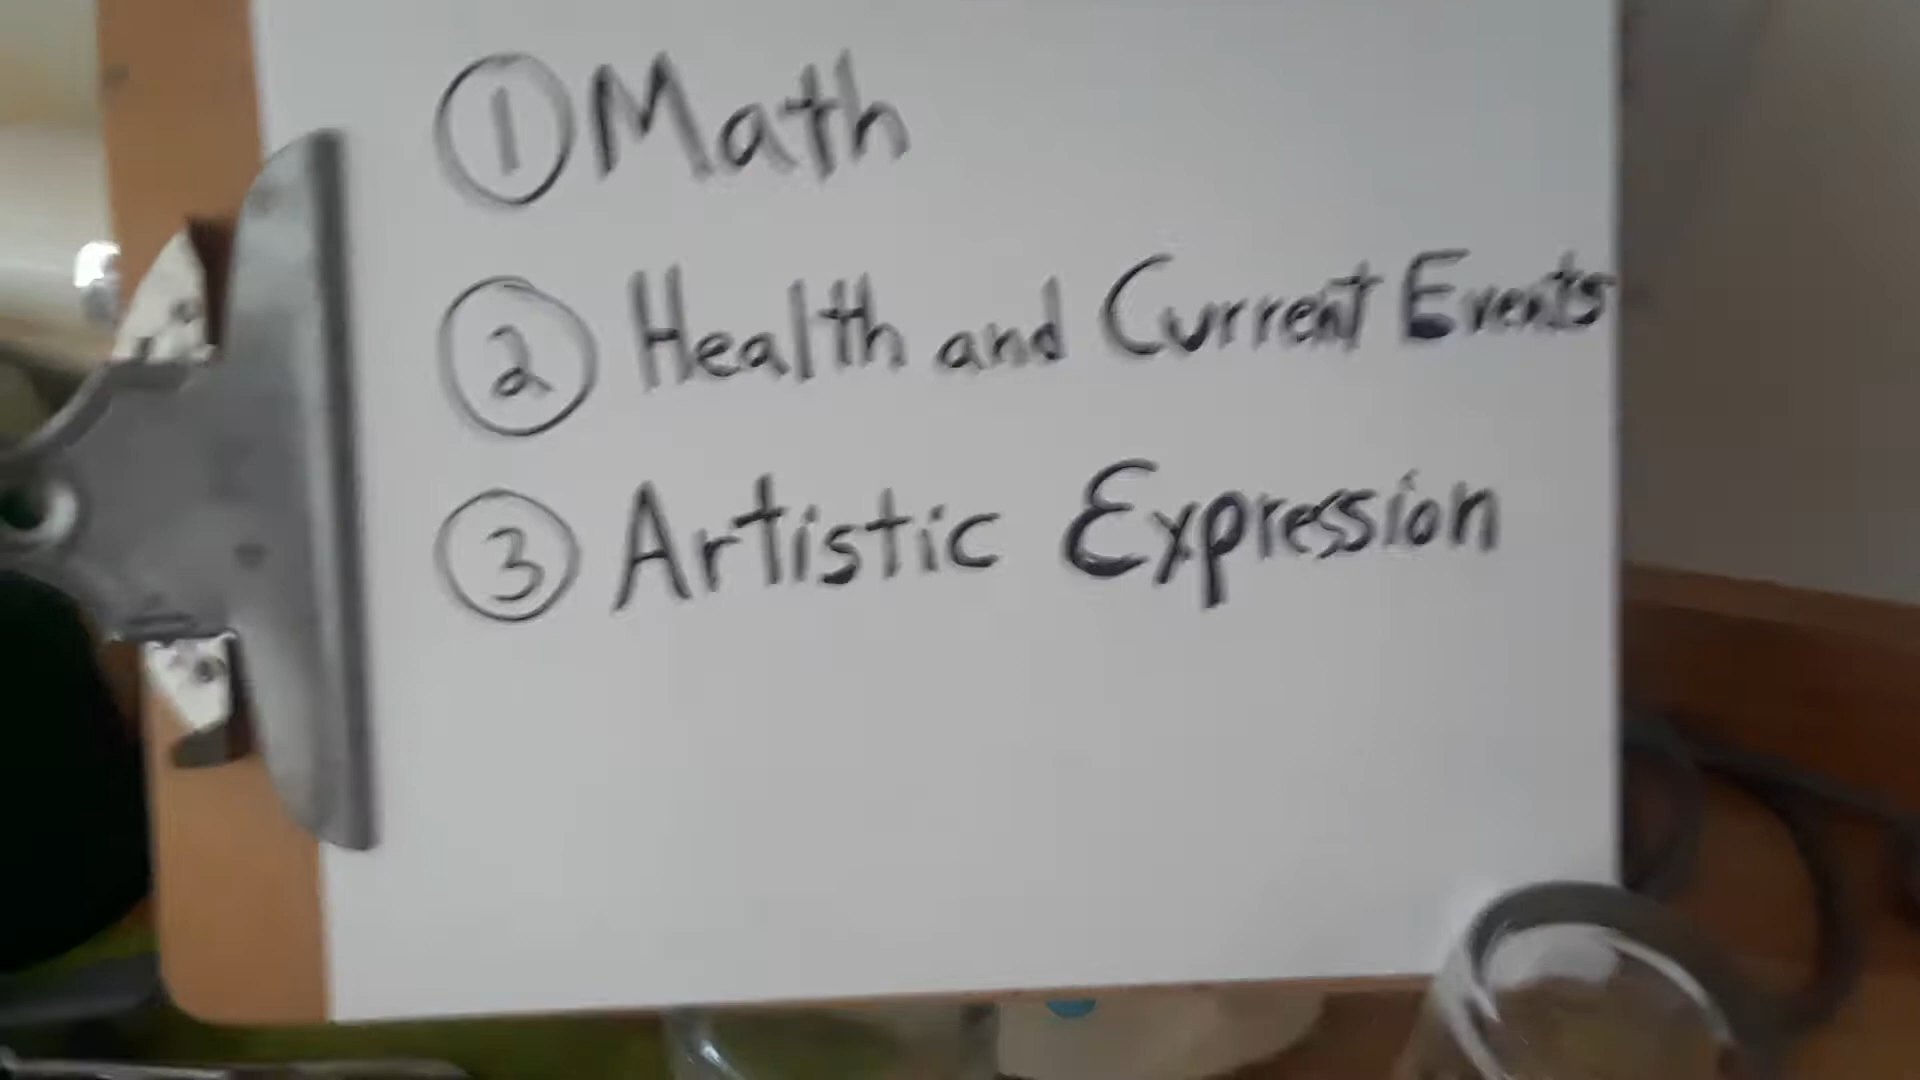 ① Math
② Health and Current Events
③ Artistic Expression